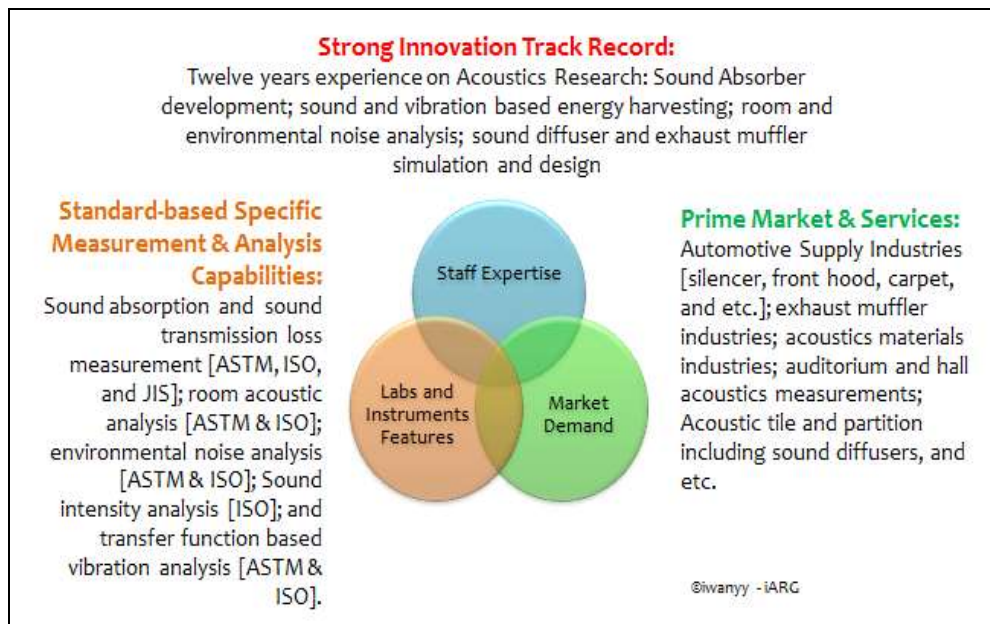 Strong Innovation Track Record:
Twelve years experience on Acoustics Research: Sound Absorber
development; sound and vibration based energy harvesting; room and
environmental noise analysis; sound diffuser and exhaust muffler
simulation and design
Standard-based Specific
Measurement & Analysis
Capabilities:
Sound absorption and sound
transmission loss
measurement [ASTM, ISO,
and JIS]; room acoustic
analysis [ASTM & ISO];
environmental noise analysis
[ASTM & ISO]; Sound
intensity analysis [ISO]; and
transfer function based
vibration analysis [ASTM &
ISO].
Staff Expertise
Labs and
Instruments
Features
Market
Demand
Prime Market & Services:
Automotive Supply Industries
[silencer, front hood, carpet,
and etc.]; exhaust muffler
industries; acoustics materials
industries; auditorium and hall
acoustics measurements;
Acoustic tile and partition
including sound diffusers, and
etc.
©iwanyy - iARG